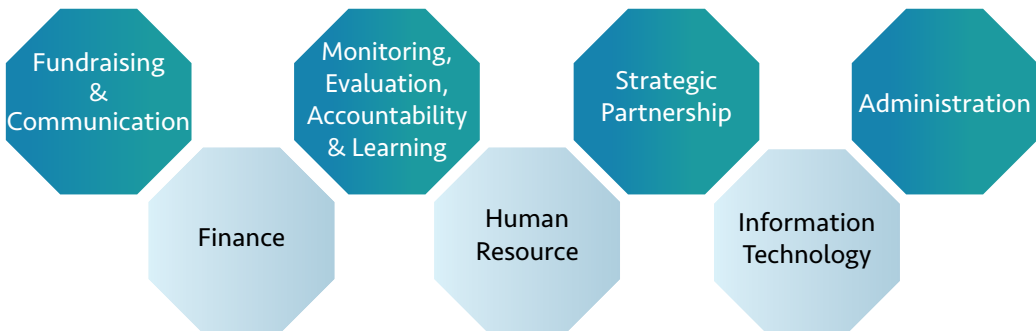 Fundraising
&
Communication
Monitoring,
Evaluation,
Accountability
& Learning
Strategic
Partnership
Administration
Finance
Human
Resource
Information
Technology